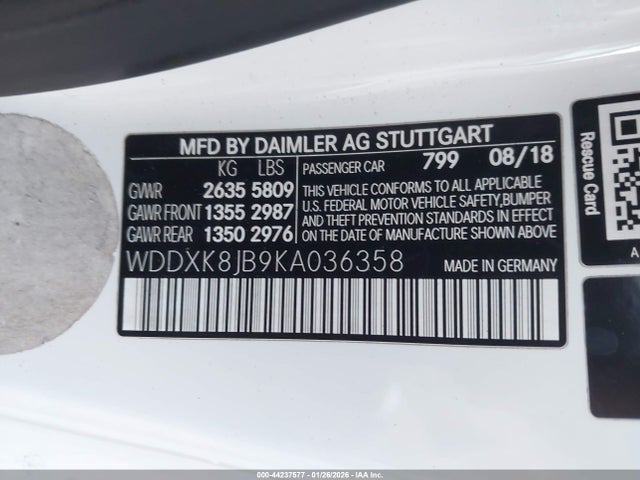 MFD BY DAIMLER AG STUTTGART
KG LBS
GVWR 2635 5809
GAWR FRONT 1355 2987
GAWR REAR 1350 2976
PASSENGER CAR 799 08/18
THIS VEHICLE CONFORMS TO ALL APPLICABLE
U.S. FEDERAL MOTOR VEHICLE SAFETY,BUMPER
AND THEFT PREVENTION STANDARDS IN EFFECT
ON THE DATE OF MANUFACTURE SHOWN ABOVE
WDDXK8JB9KA036358 MADE IN GERMANY
Rescue Card
A
000-44237577 - 01/26/2026 - IAAI Inc.